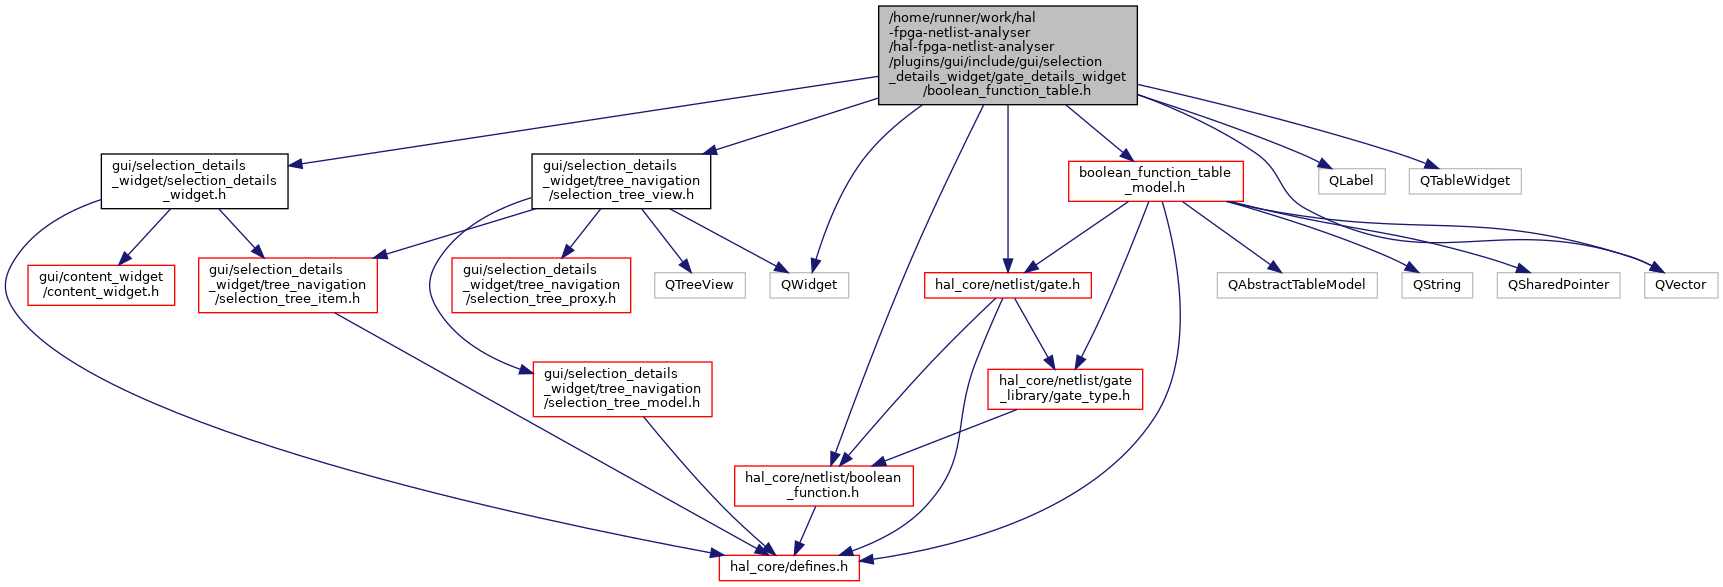 /home/runner/work/hal
-fpga-netlist-analyser
/hal-fpga-netlist-analyser
/plugins/gui/include/gui/selection
_details_widget/gate_details_widget
/boolean_function_table.h
gui/selection_details
_widget/selection_details
_widget.h
gui/selection_details
_widget/tree_navigation
/selection_tree_view.h
boolean_function_table
_model.h
QLabel
QTableWidget
gui/content_widget
/content_widget.h
gui/selection_details
_widget/tree_navigation
/selection_tree_item.h
gui/selection_details
_widget/tree_navigation
/selection_tree_proxy.h
QTreeView
QWidget
hal_core/netlist/gate.h
QAbstractTableModel
QString
QSharedPointer
QVector
gui/selection_details
_widget/tree_navigation
/selection_tree_model.h
hal_core/netlist/gate
_library/gate_type.h
hal_core/netlist/boolean
_function.h
hal_core/defines.h